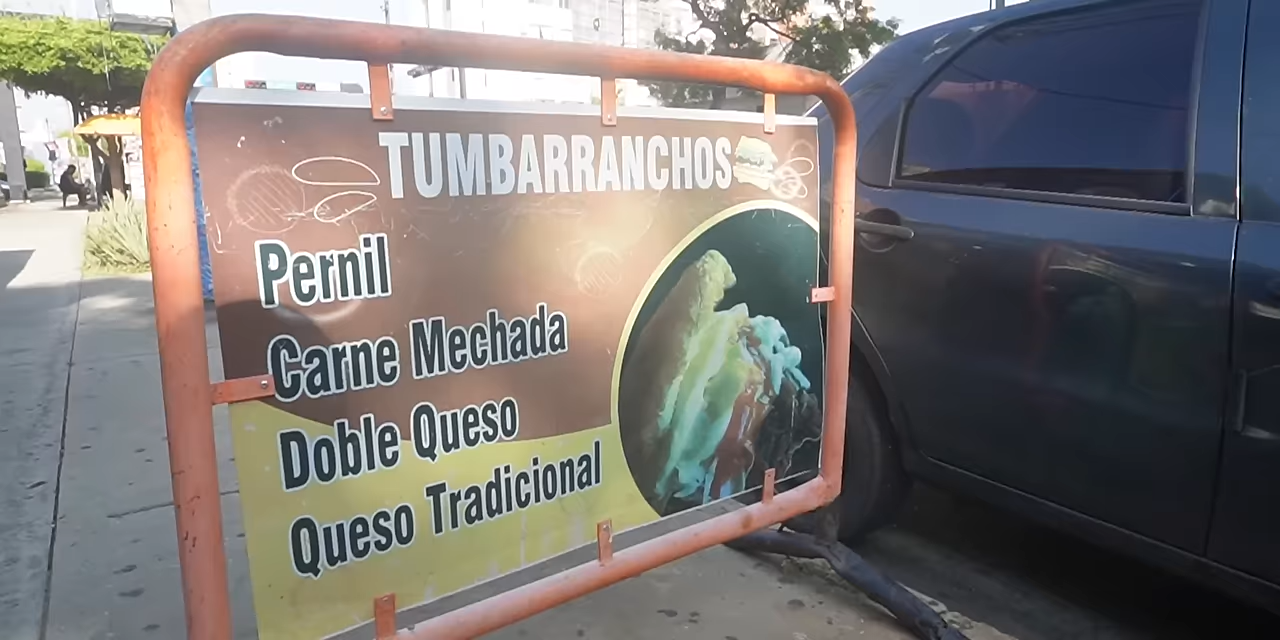 TUMBARRANCHOS
Pernil
Carne Mechada
Doble Queso
Queso Tradicional